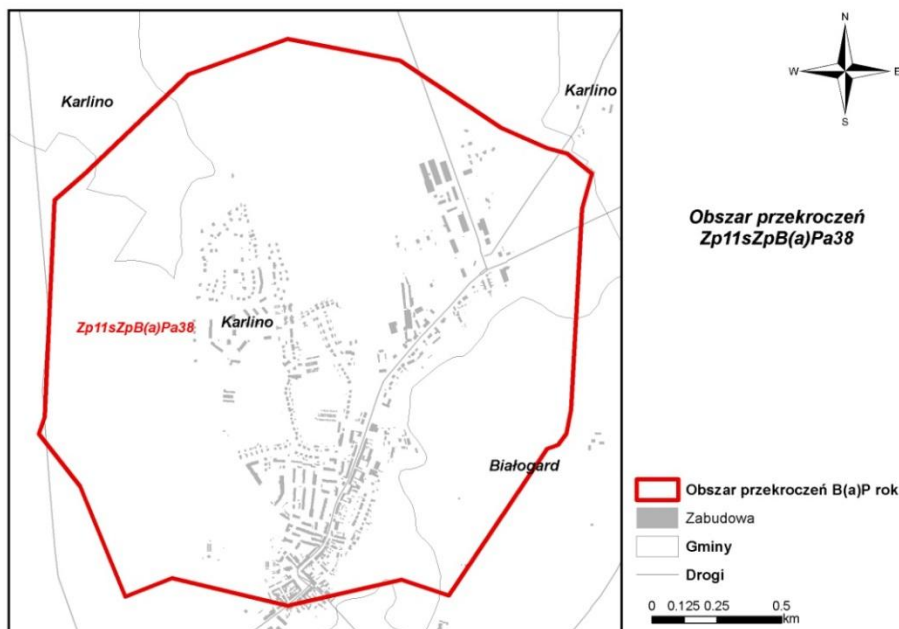 Karlino
Karlino
N
W
E
S
Obszar przekroczeń
Zp11sZpB(a)Pa38
Zp11sZpB(a)Pa38
Karlino
Białogard
Obszar przekroczeń B(a)P rok
Zabudowa
Gminy
Drogi
0 0.125 0.25 0.5
km